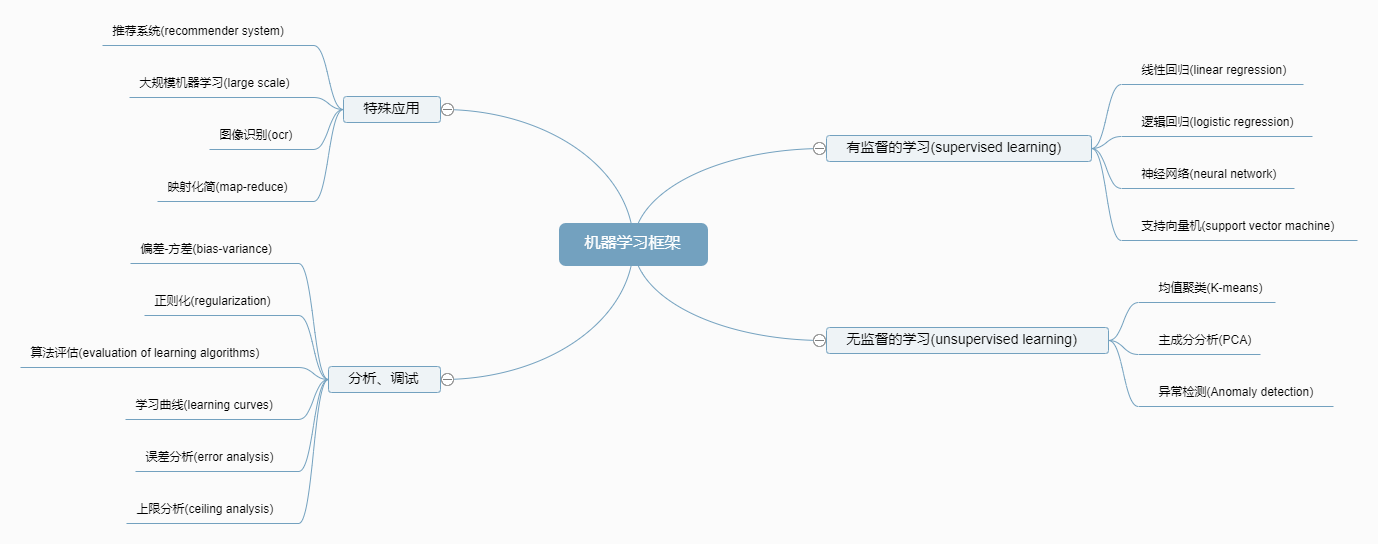 机器学习框架
有监督的学习(supervised learning)
线性回归(linear regression)
逻辑回归(logistic regression)
神经网络(neural network)
支持向量机(support vector machine)
无监督的学习(unsupervised learning)
均值聚类(K-means)
主成分分析(PCA)
异常检测(Anomaly detection)
特殊应用
推荐系统(recommender system)
大规模机器学习(large scale)
图像识别(ocr)
映射化简(map-reduce)
分析、调试
偏差-方差(bias-variance)
正则化(regularization)
算法评估(evaluation of learning algorithms)
学习曲线(learning curves)
误差分析(error analysis)
上限分析(ceiling analysis)